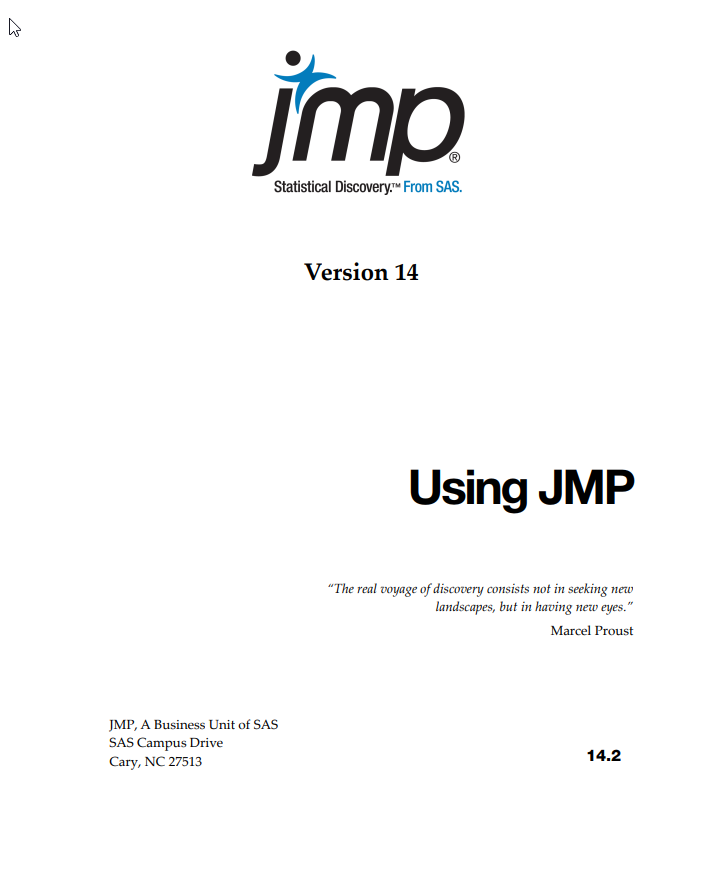 jmp®
Statistical Discovery.™ From SAS.
Version 14
Using JMP
“The real voyage of discovery consists not in seeking new
landscapes, but in having new eyes.”
Marcel Proust
JMP, A Business Unit of SAS
SAS Campus Drive
Cary, NC 27513
14.2